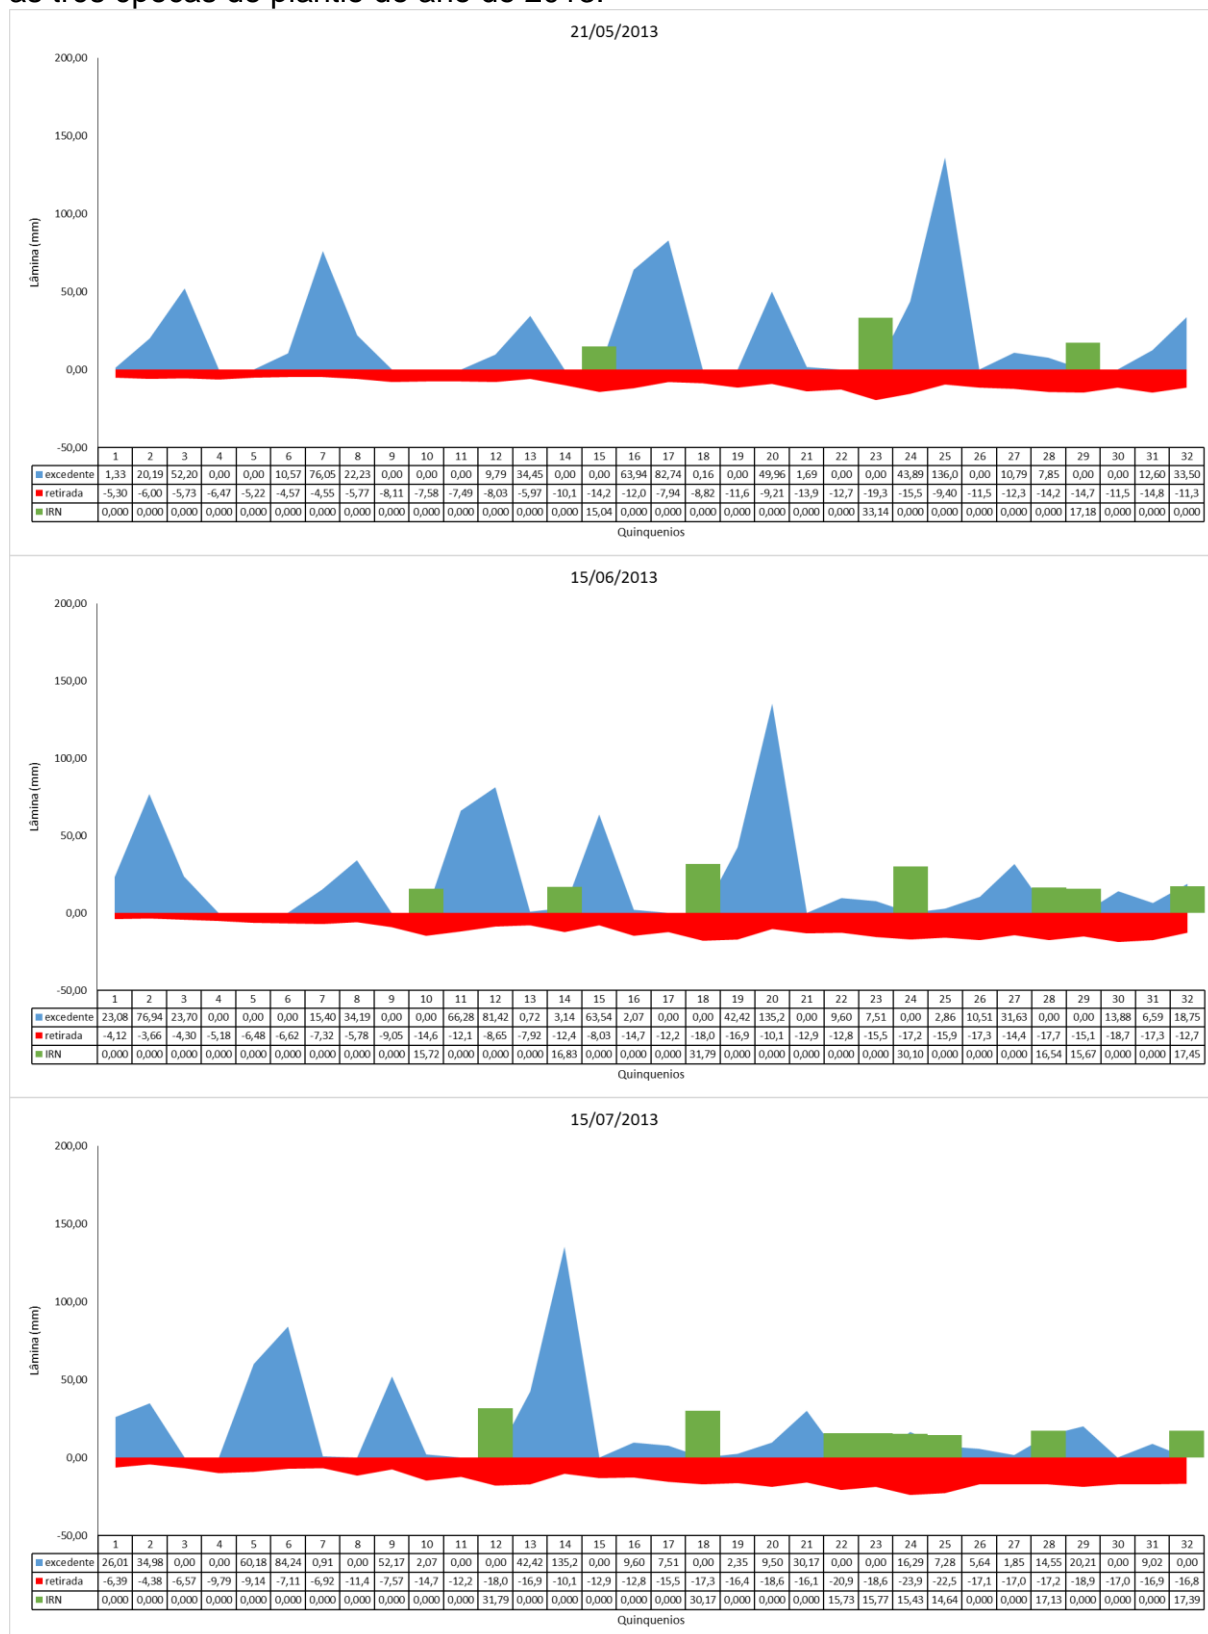 as três épocas de plantio do ano de 2013.
21/05/2013
200,00
150,00
100,00
50,00
0,00
-50,00
Lâmina (mm)
1 2 3 4 5 6 7 8 9 10 11 12 13 14 15 16 17 18 19 20 21 22 23 24 25 26 27 28 29 30 31 32
excedente 1,33 20,19 52,20 0,00 0,00 10,57 76,05 22,23 0,00 0,00 0,00 9,79 34,45 0,00 0,00 63,94 82,74 0,16 0,00 49,96 1,69 0,00 0,00 43,89 136,0 0,00 10,79 7,85 0,00 0,00 12,60 33,50
retirada -5,30 -6,00 -5,73 -6,47 -5,22 -4,57 -4,55 -5,77 -8,11 -7,58 -7,49 -8,03 -5,97 -10,1 -14,2 -12,0 -7,94 -8,82 -11,6 -9,21 -13,9 -12,7 -19,3 -15,5 -9,40 -11,5 -12,3 -14,2 -14,7 -11,5 -14,8 -11,3
IRN 0,000 0,000 0,000 0,000 0,000 0,000 0,000 0,000 0,000 0,000 0,000 0,000 0,000 0,000 15,04 0,000 0,000 0,000 0,000 0,000 0,000 0,000 33,14 0,000 0,000 0,000 0,000 0,000 17,18 0,000 0,000 0,000
Quinquenios
15/06/2013
200,00
150,00
100,00
50,00
0,00
-50,00
Lâmina (mm)
1 2 3 4 5 6 7 8 9 10 11 12 13 14 15 16 17 18 19 20 21 22 23 24 25 26 27 28 29 30 31 32
excedente 23,08 76,94 23,70 0,00 0,00 0,00 15,40 34,19 0,00 0,00 66,28 81,42 0,72 3,14 63,54 2,07 0,00 0,00 42,42 135,2 0,00 9,60 7,51 0,00 2,86 10,51 31,63 0,00 0,00 13,88 6,59 18,75
retirada -4,12 -3,66 -4,30 -5,18 -6,48 -6,62 -7,32 -5,78 -9,05 -14,6 -12,1 -8,65 -7,92 -12,4 -8,03 -14,7 -12,2 -18,0 -16,9 -10,1 -12,9 -12,8 -15,5 -17,2 -15,9 -17,3 -14,4 -17,7 -15,1 -18,7 -17,3 -12,7
IRN 0,000 0,000 0,000 0,000 0,000 0,000 0,000 0,000 0,000 15,72 0,000 0,000 0,000 16,83 0,000 0,000 0,000 31,79 0,000 0,000 0,000 0,000 0,000 30,10 0,000 0,000 0,000 16,54 15,67 0,000 0,000 17,45
Quinquenios
15/07/2013
200,00
150,00
100,00
50,00
0,00
-50,00
Lâmina (mm)
1 2 3 4 5 6 7 8 9 10 11 12 13 14 15 16 17 18 19 20 21 22 23 24 25 26 27 28 29 30 31 32
excedente 26,01 34,98 0,00 0,00 60,18 84,24 0,91 0,00 52,17 2,07 0,00 0,00 42,42 135,2 0,00 9,60 7,51 0,00 2,35 9,50 30,17 0,00 0,00 16,29 7,28 5,64 1,85 14,55 20,21 0,00 9,02 0,00
retirada -6,39 -4,38 -6,57 -9,79 -9,14 -7,11 -6,92 -11,4 -7,57 -14,7 -12,2 -18,0 -16,9 -10,1 -12,9 -12,8 -15,5 -17,3 -16,4 -18,6 -16,1 -20,9 -18,6 -23,9 -22,5 -17,1 -17,0 -17,2 -18,9 -17,0 -16,9 -16,8
IRN 0,000 0,000 0,000 0,000 0,000 0,000 0,000 0,000 0,000 0,000 0,000 31,79 0,000 0,000 0,000 0,000 0,000 30,17 0,000 0,000 0,000 15,73 15,77 15,43 14,64 0,000 0,000 17,13 0,000 0,000 0,000 17,39
Quinquenios